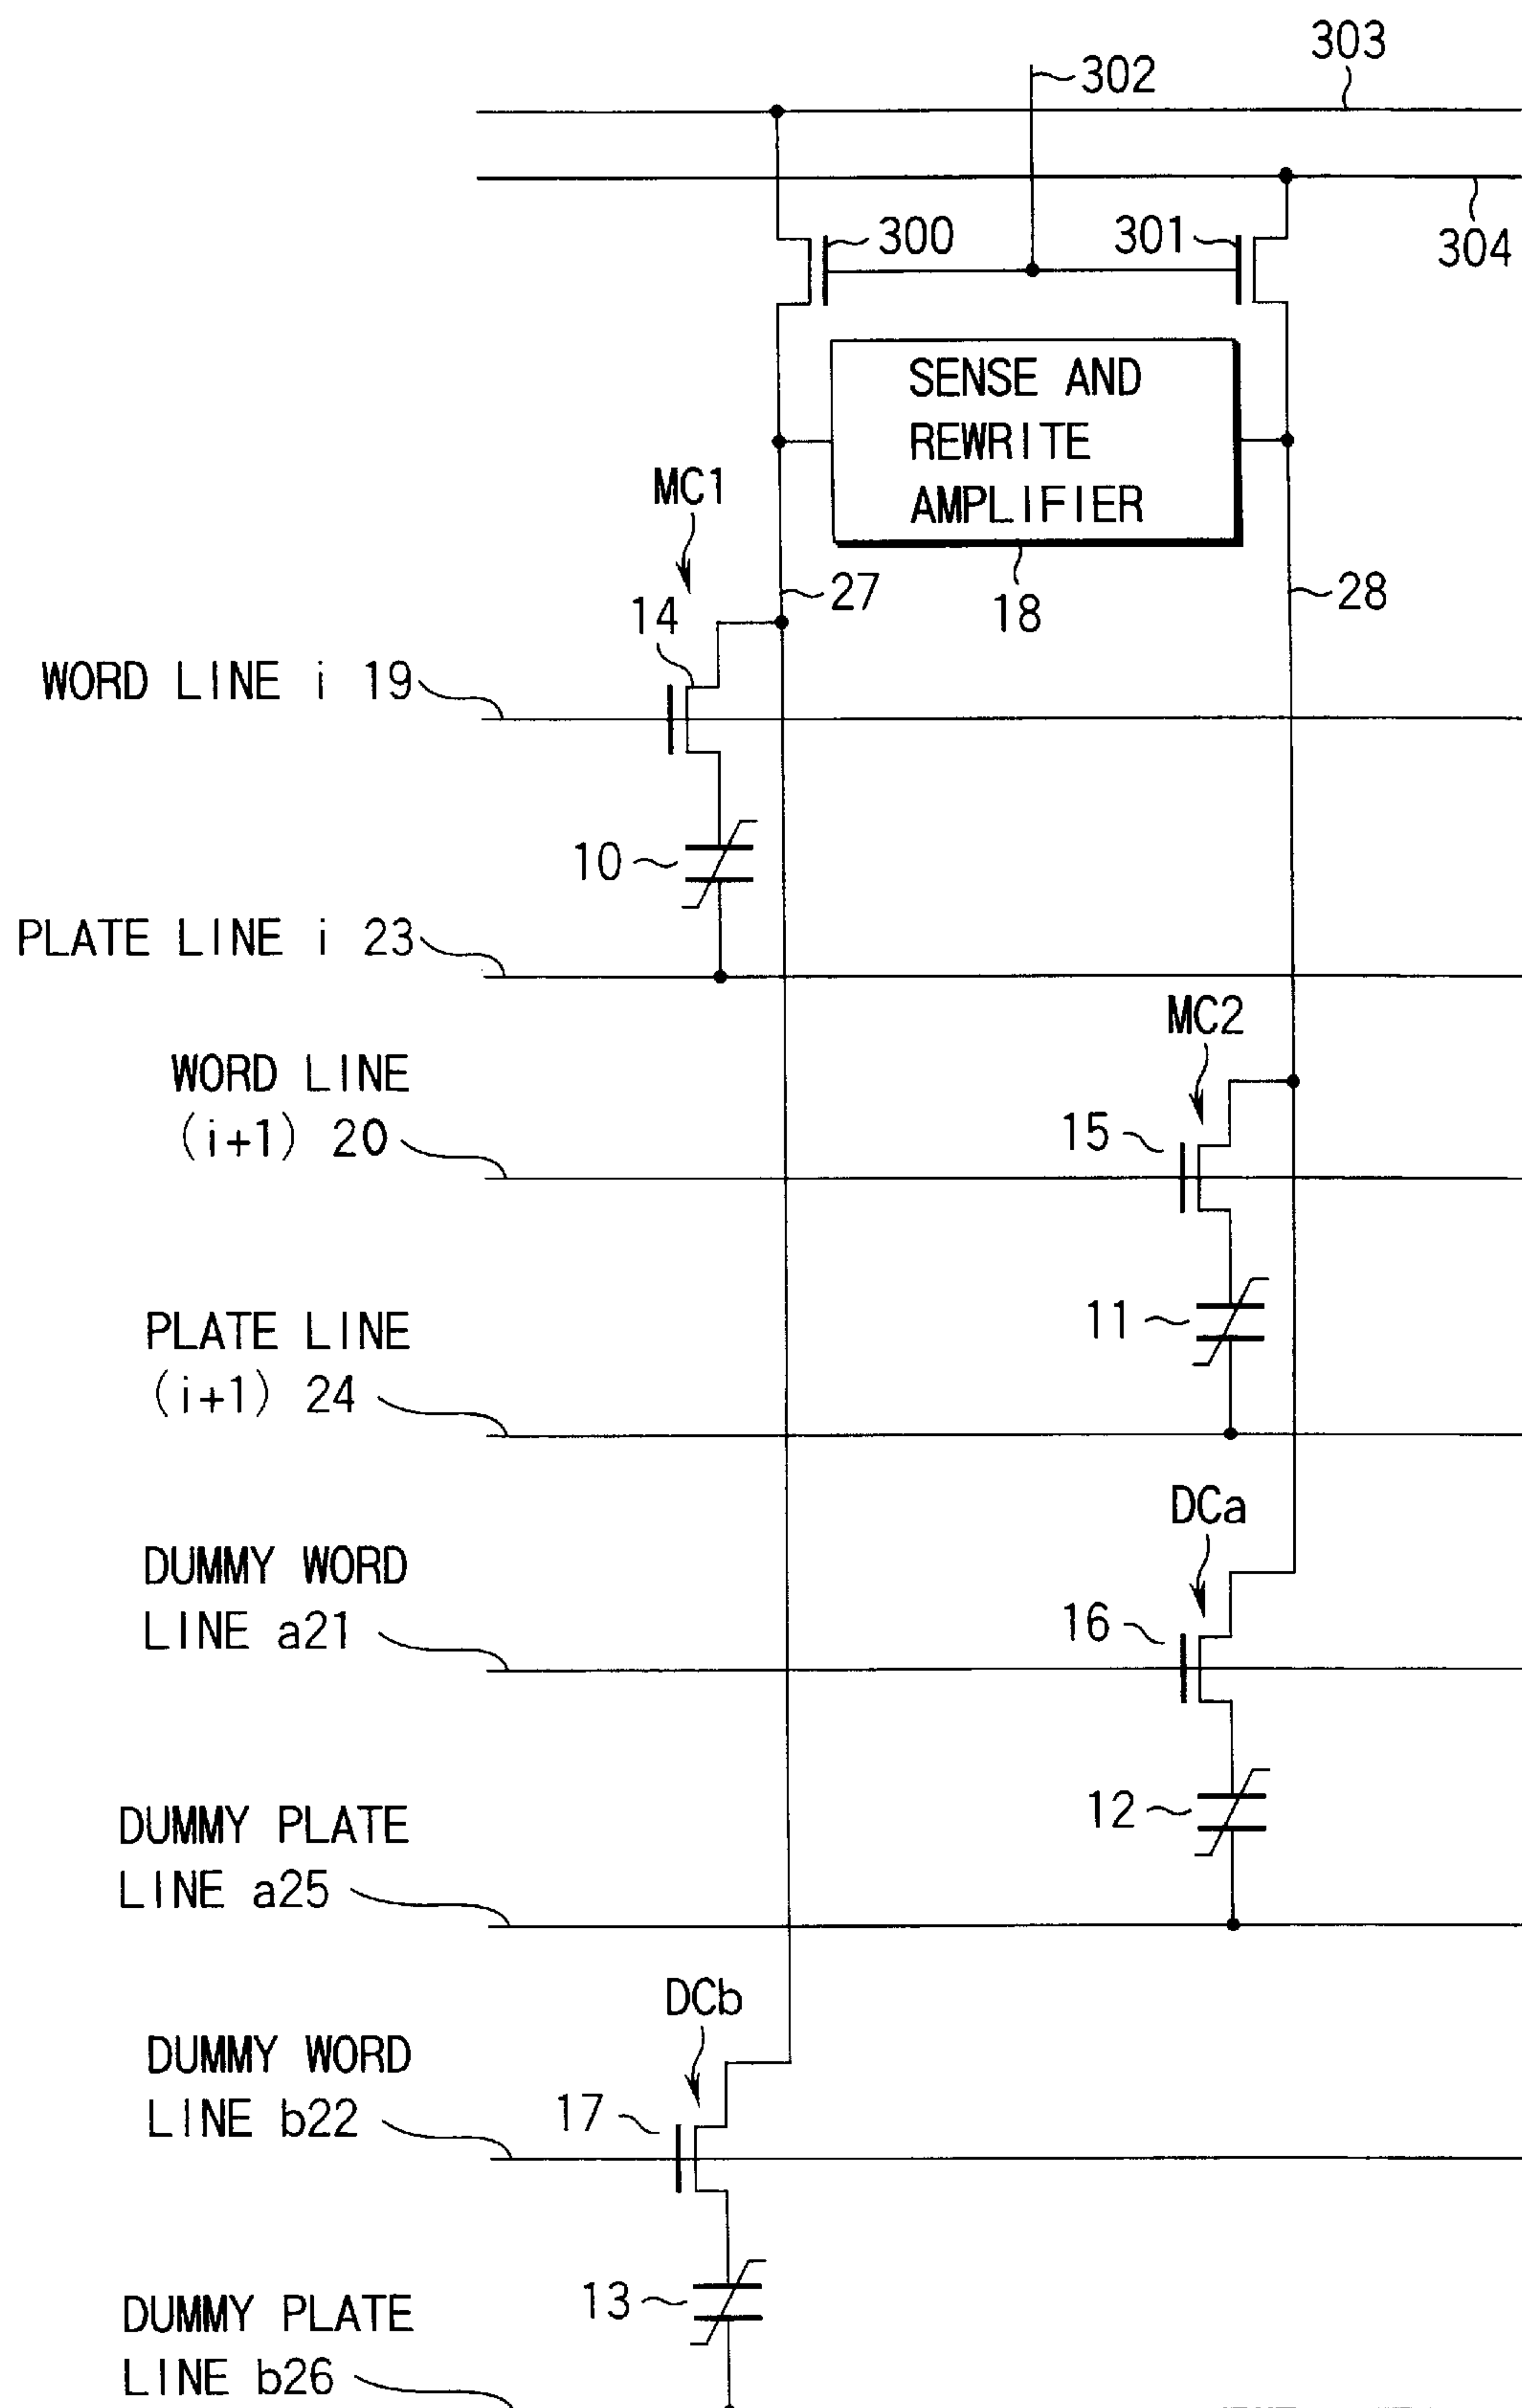 303
302
300
301
304
SENSE AND
REWRITE
AMPLIFIER
MC1
27
18
28
14
WORD LINE i 19
10
PLATE LINE i 23
MC2
WORD LINE
(i+1) 20
15
11
PLATE LINE
(i+1) 24
DCa
DUMMY WORD
LINE a21
16
12
DUMMY PLATE
LINE a25
DCb
DUMMY WORD
LINE b22
17
13
DUMMY PLATE
LINE b26